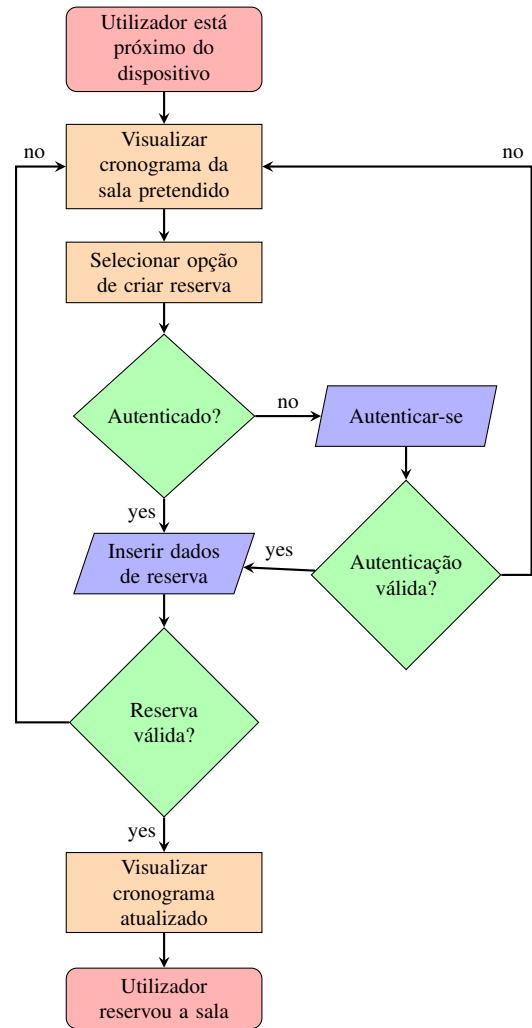 Utilizador está
próximo do
dispositivo
no
no
Visualizar
cronograma da
sala pretendido
Selecionar opção
de criar reserva
Autenticado?
no
Autenticar-se
yes
Inserir dados
de reserva
yes
Autenticação
válida?
Reserva
válida?
yes
Visualizar
cronograma
atualizado
Utilizador
reservou a sala